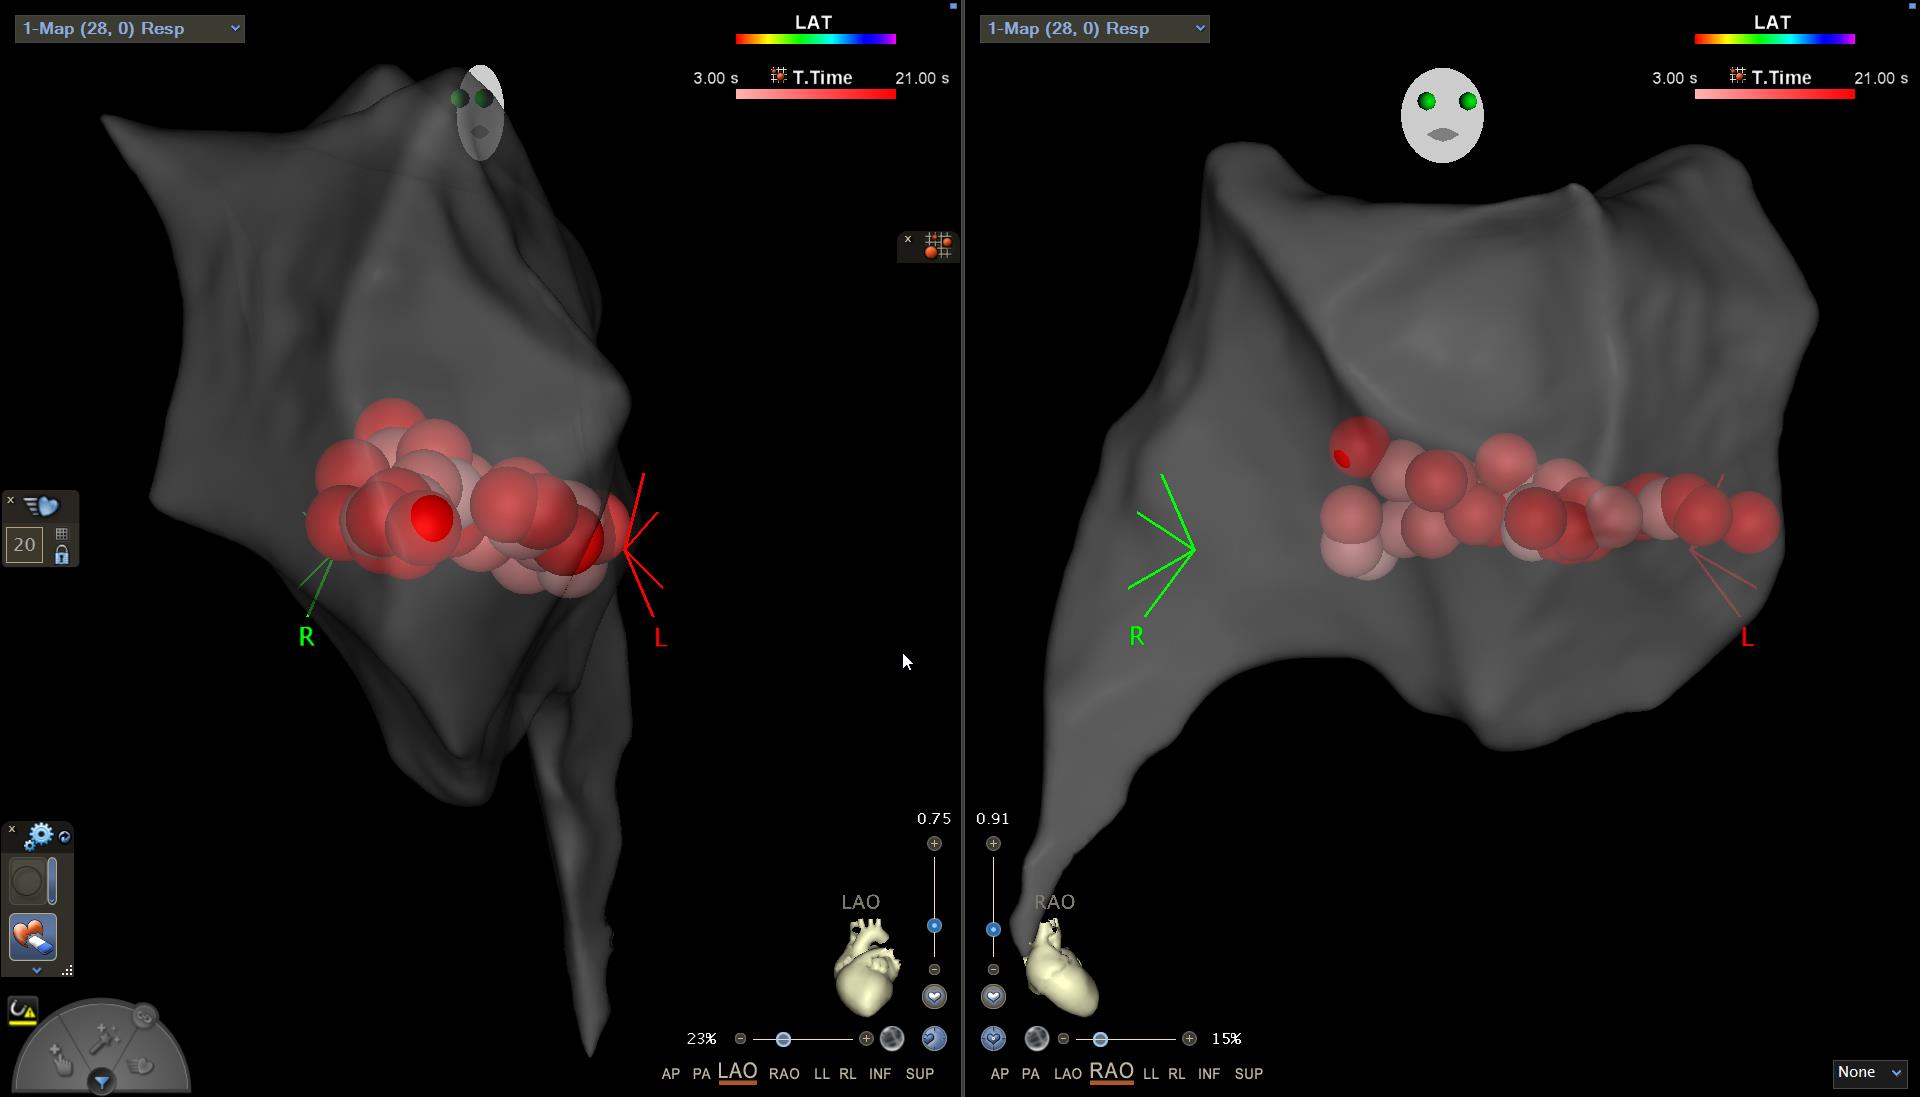 1-Map (28, 0) Resp
LAT
3.00 s T.Time 21.00 s
x
x
20
R
L
x
0.75
LAO
23%
AP PA LAO RAO LL RL INF SUP
1-Map (28, 0) Resp
LAT
3.00 s T.Time 21.00 s
R
L
0.91
RAO
15%
AP PA LAO RAO LL RL INF SUP
None